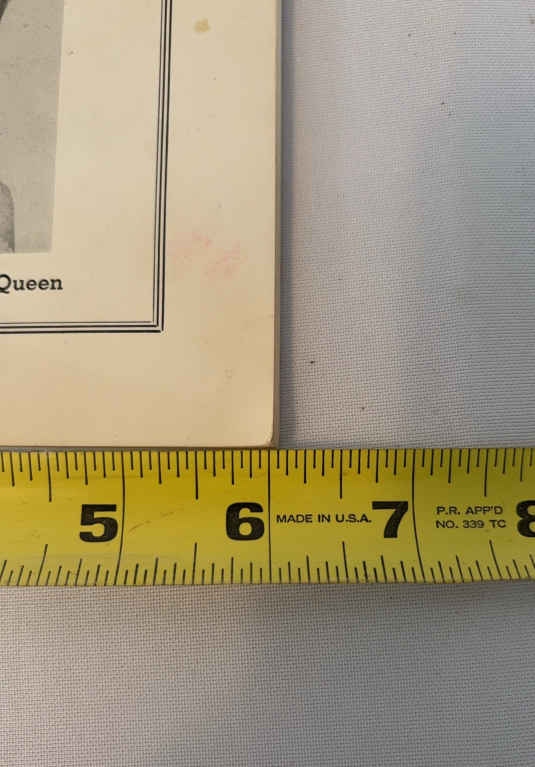 Queen
5 6 MADE IN U.S.A. 7 P.R. APP'D 8
NO. 339 TC